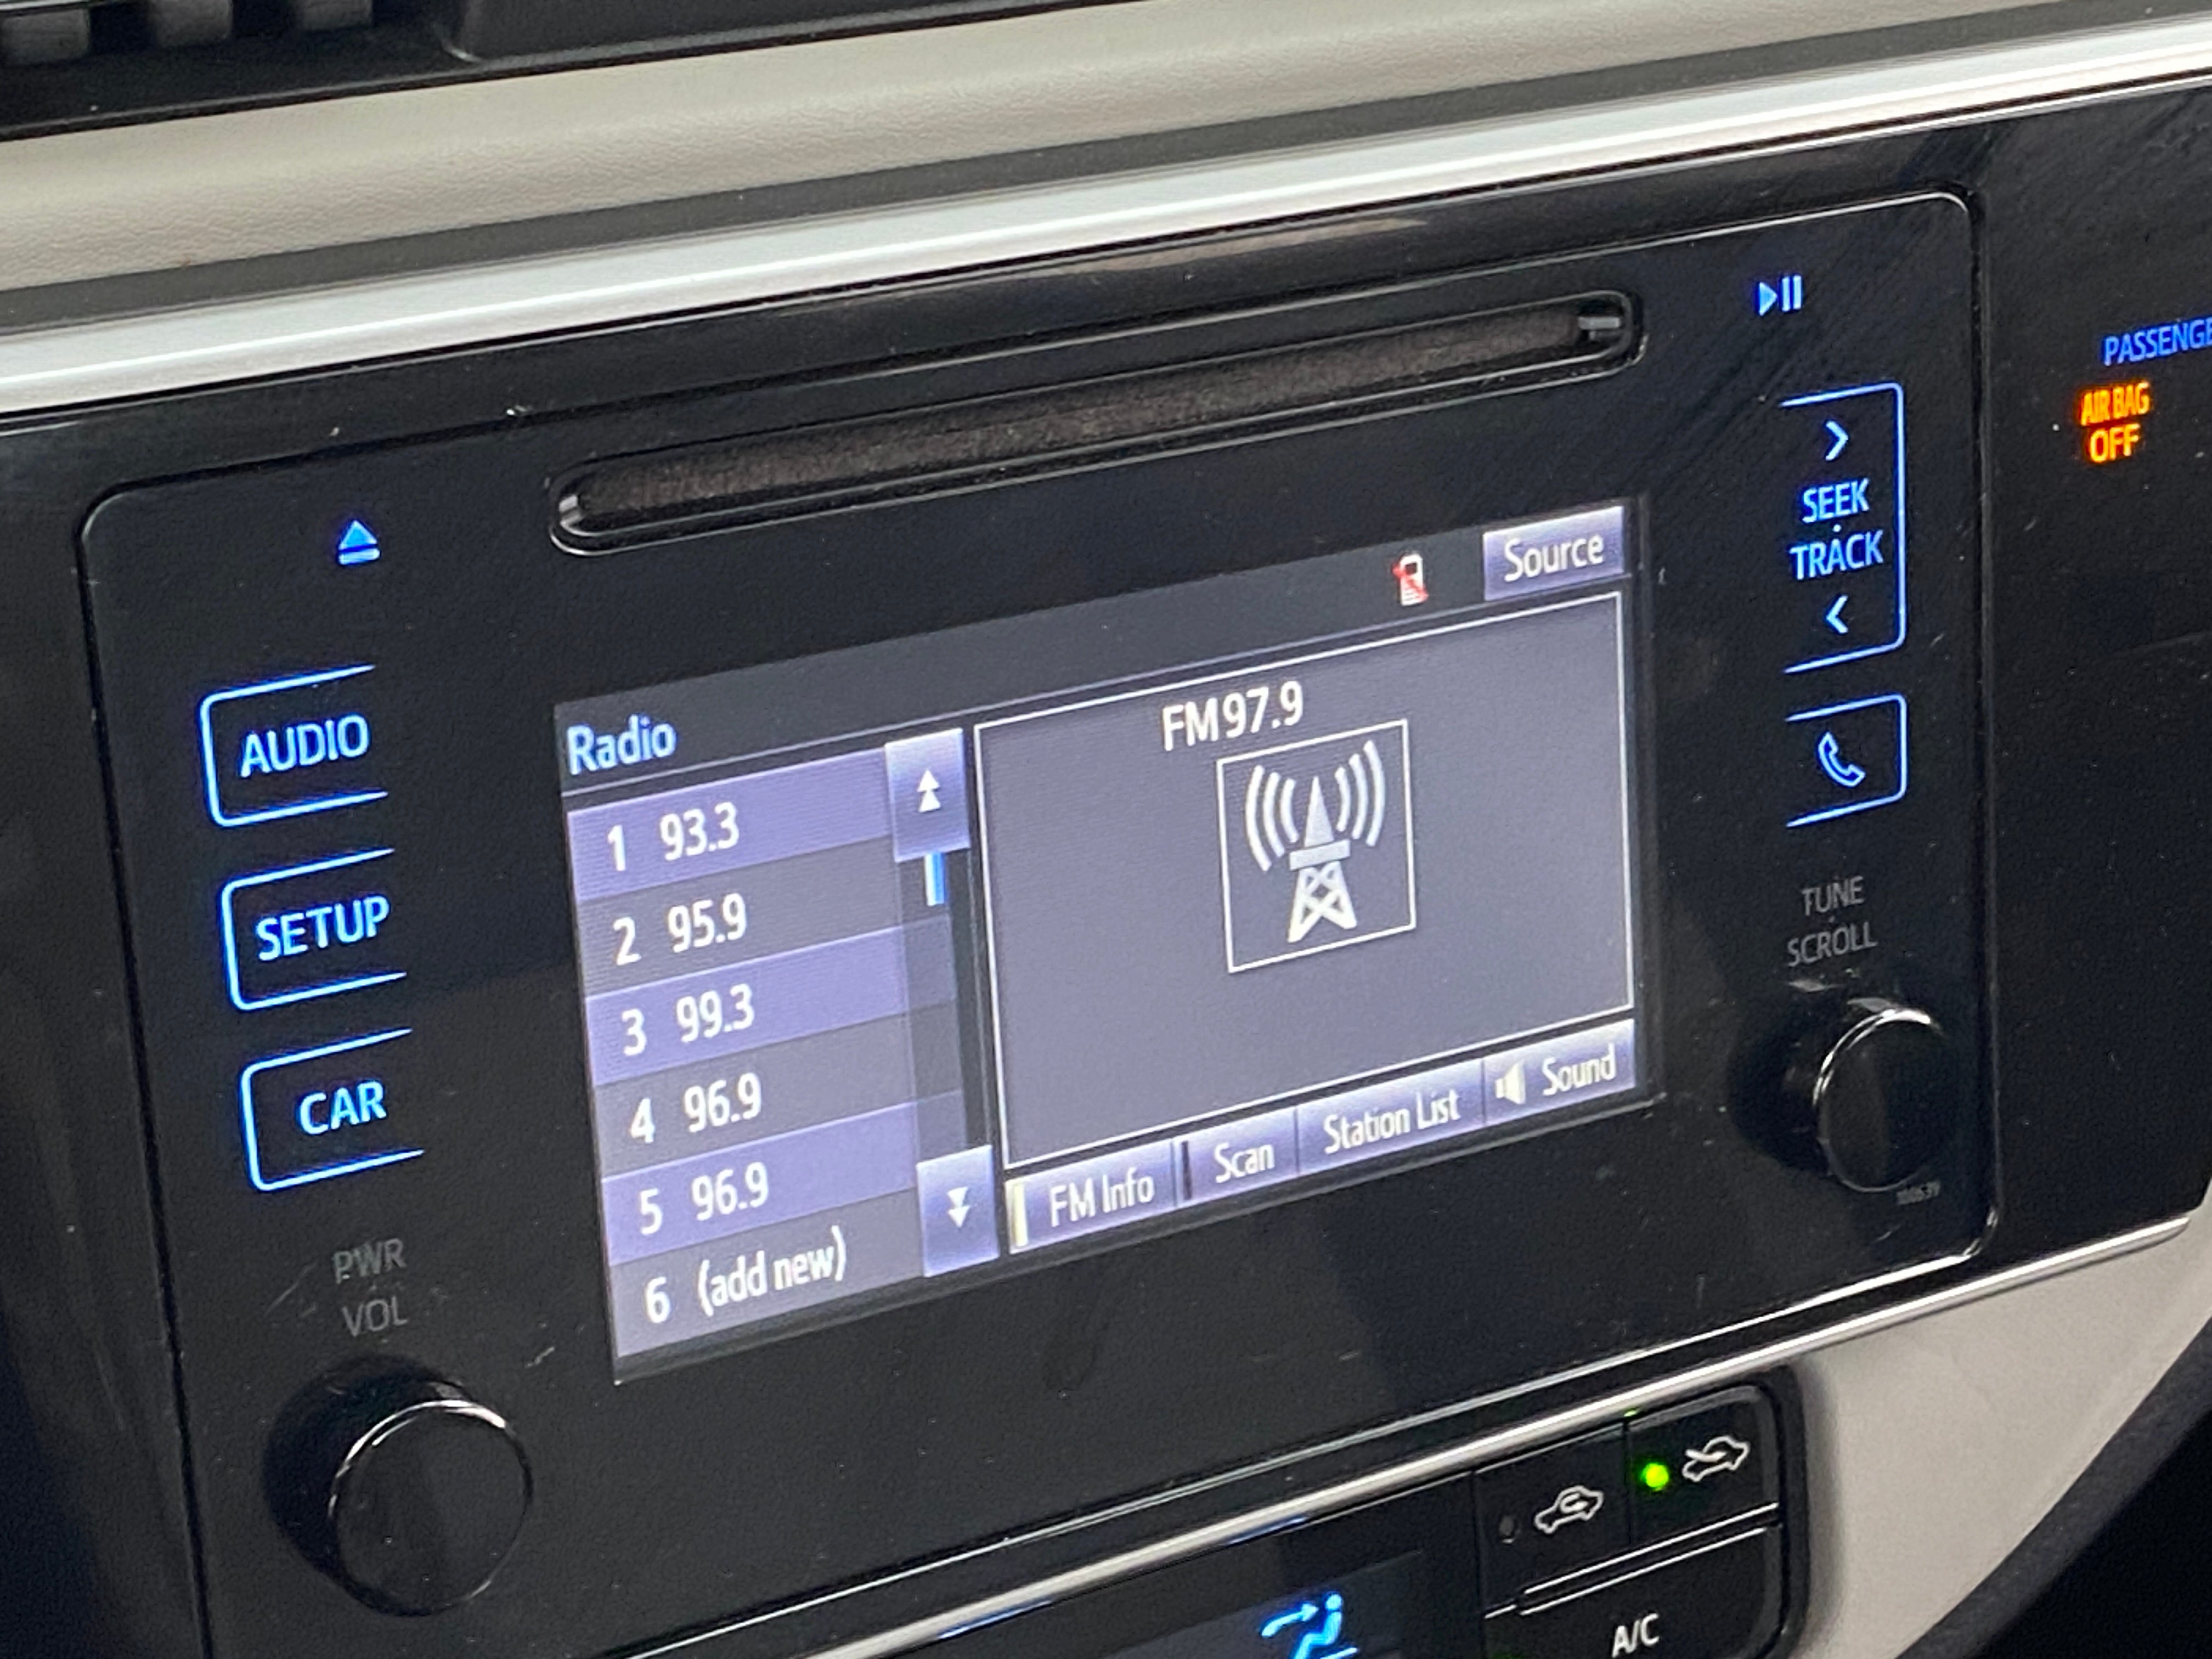 PASSENGE
AIR BAG
OFF
SEEK
TRACK
Source
AUDIO
Radio
FM 97.9
1 93.3
2 95.9
3 99.3
4 96.9
5 96.9
6 (add new)
FM Info
Scan
Station List
Sound
SETUP
CAR
TUNE
SCROLL
PWR
VOL
A/C